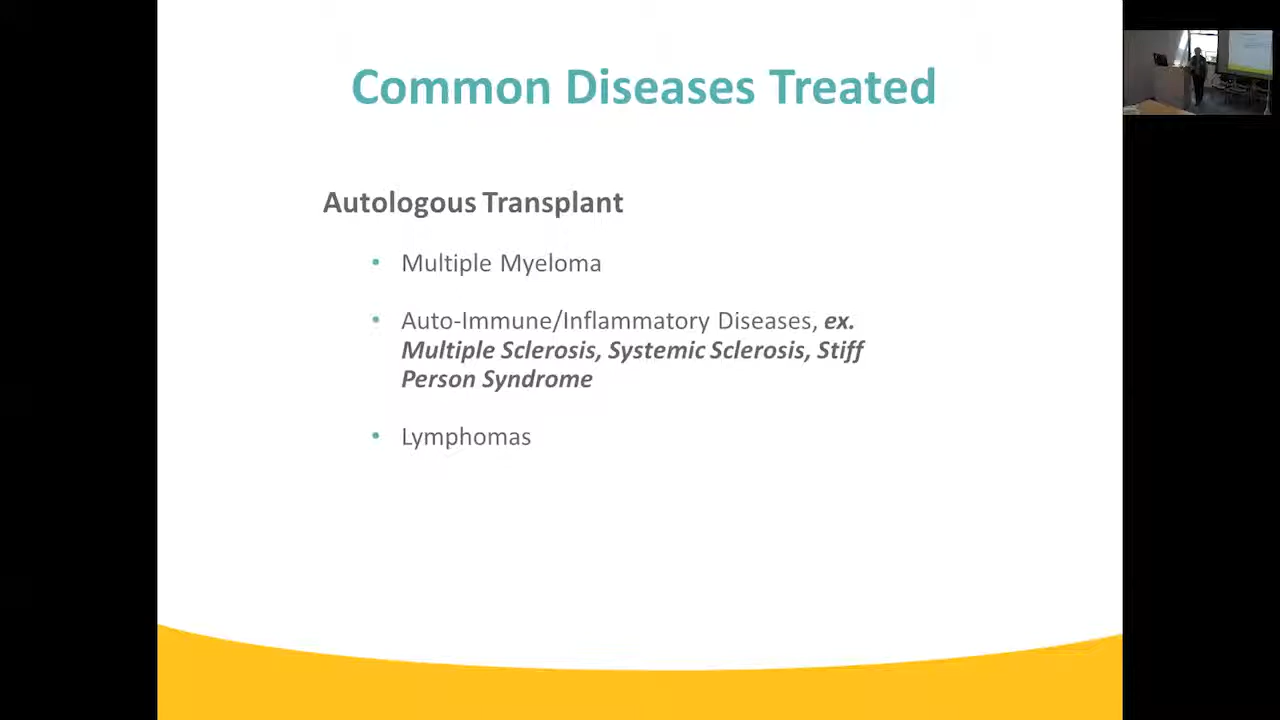 Common Diseases Treated
Autologous Transplant
• Multiple Myeloma
• Auto-Immune/Inflammatory Diseases, ex.
Multiple Sclerosis, Systemic Sclerosis, Stiff
Person Syndrome
• Lymphomas